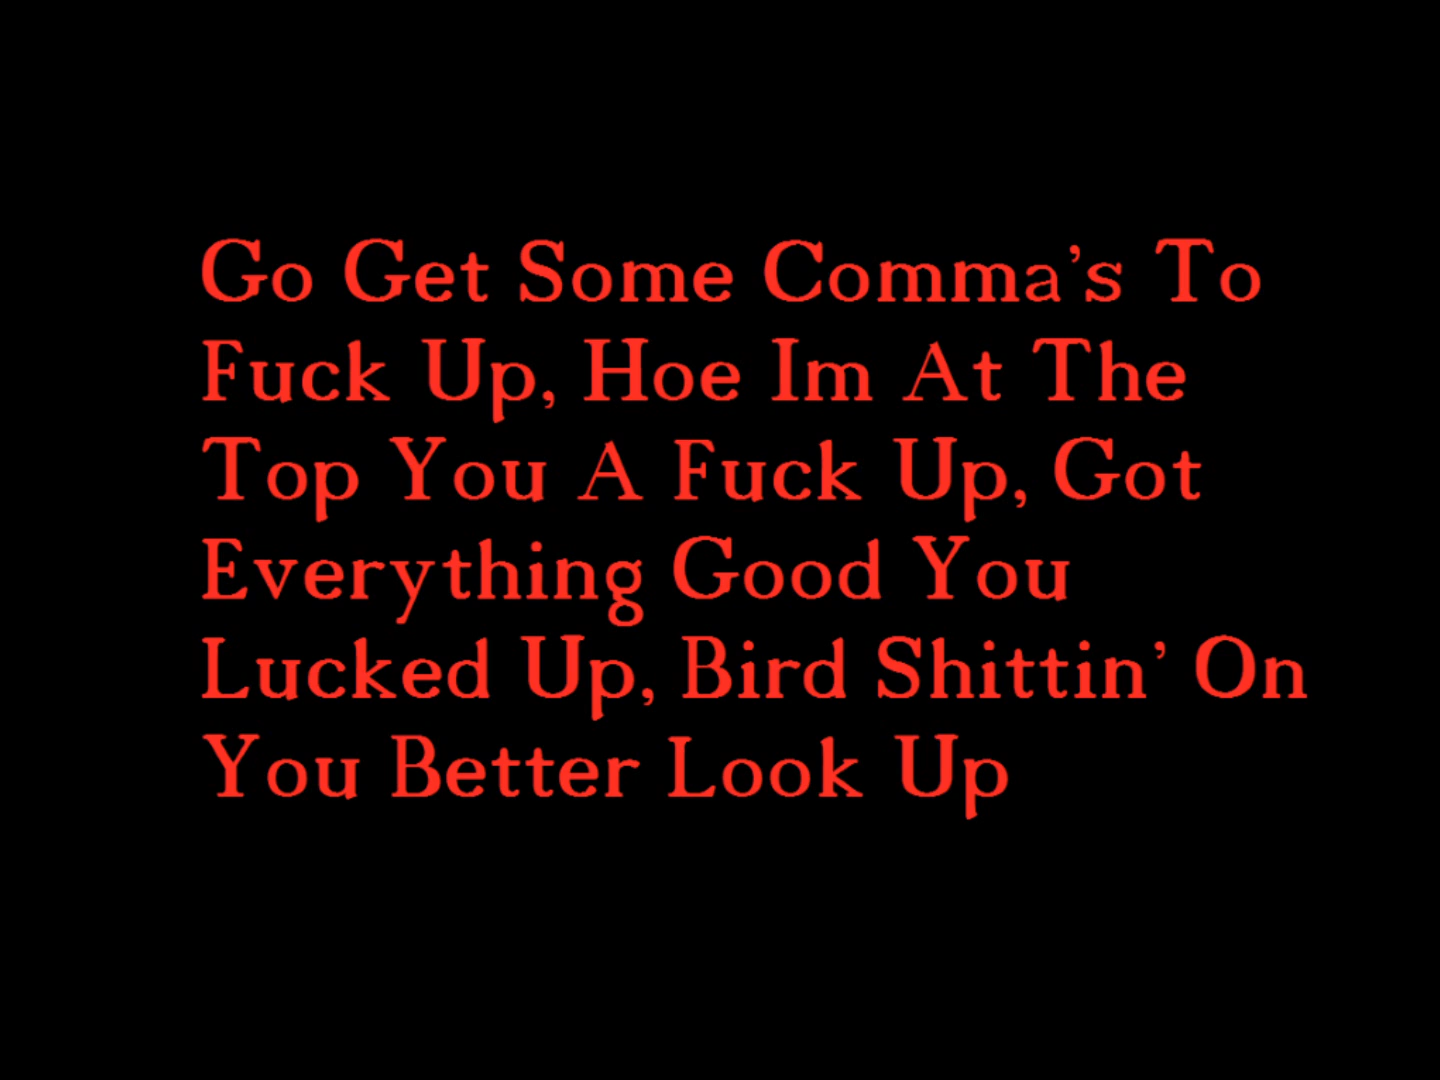 Go Get Some Comma's To
Fuck Up, Hoe Im At The
Top You A Fuck Up, Got
Everything Good You
Lucked Up, Bird Shittin' On
You Better Look Up